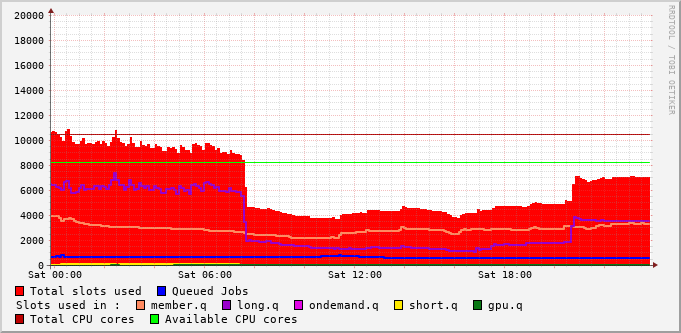 20000
18000
16000
14000
12000
10000
8000
6000
4000
2000
0
Sat 00:00 Sat 06:00 Sat 12:00 Sat 18:00
Total slots used Queued Jobs
Slots used in : member.q long.q ondemand.q short.q gpu.q
Total CPU cores Available CPU cores
RRDTOOL / TOBI OETIKER